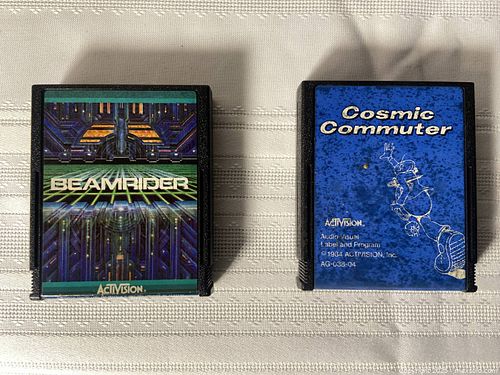 BEAMRIDER
ACTIVISION.
Cosmic
Commuter
ACTIVISION.
Audio Visual
Label and Program
©1984 ACTIVISION, Inc.
AG-038-04